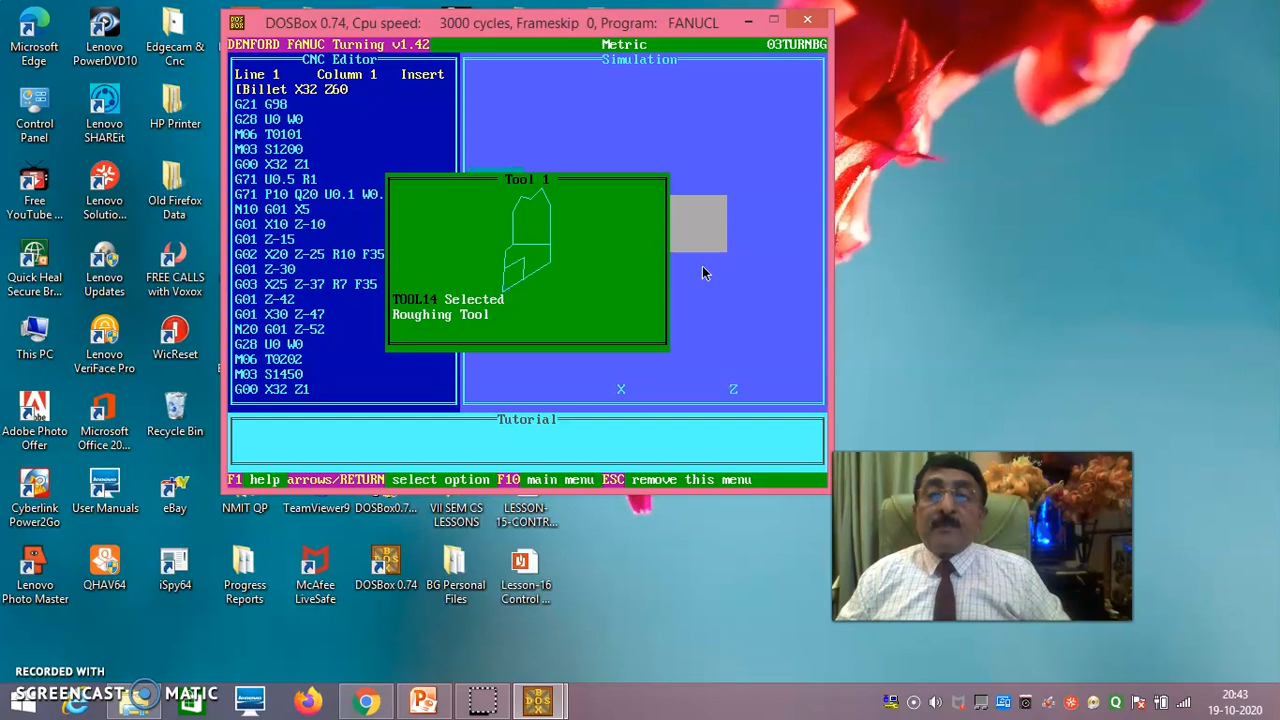 DOSBox 0.74, Cpu speed: 3000 cycles, Frameskip 0, Program: FANUCL
DENFORD FANUC Turning v1.42 Metric 03TURNBG
CNC Editor
Line 1 Column 1 Insert
[Billet X32 Z60
G21 G98
G28 U0 W0
M06 T0101
M03 S1200
G00 X32 Z1
G71 U0.5 R1
G71 P10 Q20 U0.1 W0.
N10 G01 X5
G01 X10 Z-10
G01 Z-15
G02 X20 Z-25 R10 F35
G01 Z-30
G03 X25 Z-37 R7 F35
G01 Z-42
G01 X30 Z-47
N20 G01 Z-52
G28 U0 W0
M06 T0202
M03 S1450
G00 X32 Z1
Simulation
Tool 1
TOOL14 Selected
Roughing Tool
X Z
Tutorial
F1 help arrows/RETURN select option F10 main menu ESC remove this menu
Microsoft
Edge
Lenovo
PowerDVD10
Edgecam &
Cnc
Control
Panel
Lenovo
SHAREit
HP Printer
Free
YouTube ...
Lenovo
Solutio...
Old Firefox
Data
Quick Heal
Secure Br...
Lenovo
Updates
FREE CALLS
with Voxox
This PC
Lenovo
VeriFace Pro
WicReset
Adobe Photo
Offer
Microsoft
Office 20...
Recycle Bin
Cyberlink
Power2Go
User Manuals
eBay
NMIT QP
TeamViewer9
DOSBox0.7...
VII SEM CS
LESSONS
LESSON-
15-CONTR...
Lenovo
Photo Master
QHAV64
iSpy64
Progress
Reports
McAfee
LiveSafe
DOSBox 0.74
BG Personal
Files
Lesson-16
Control ...
RECORDED WITH
SCREENCAST MATIC
20:43
19-10-2020